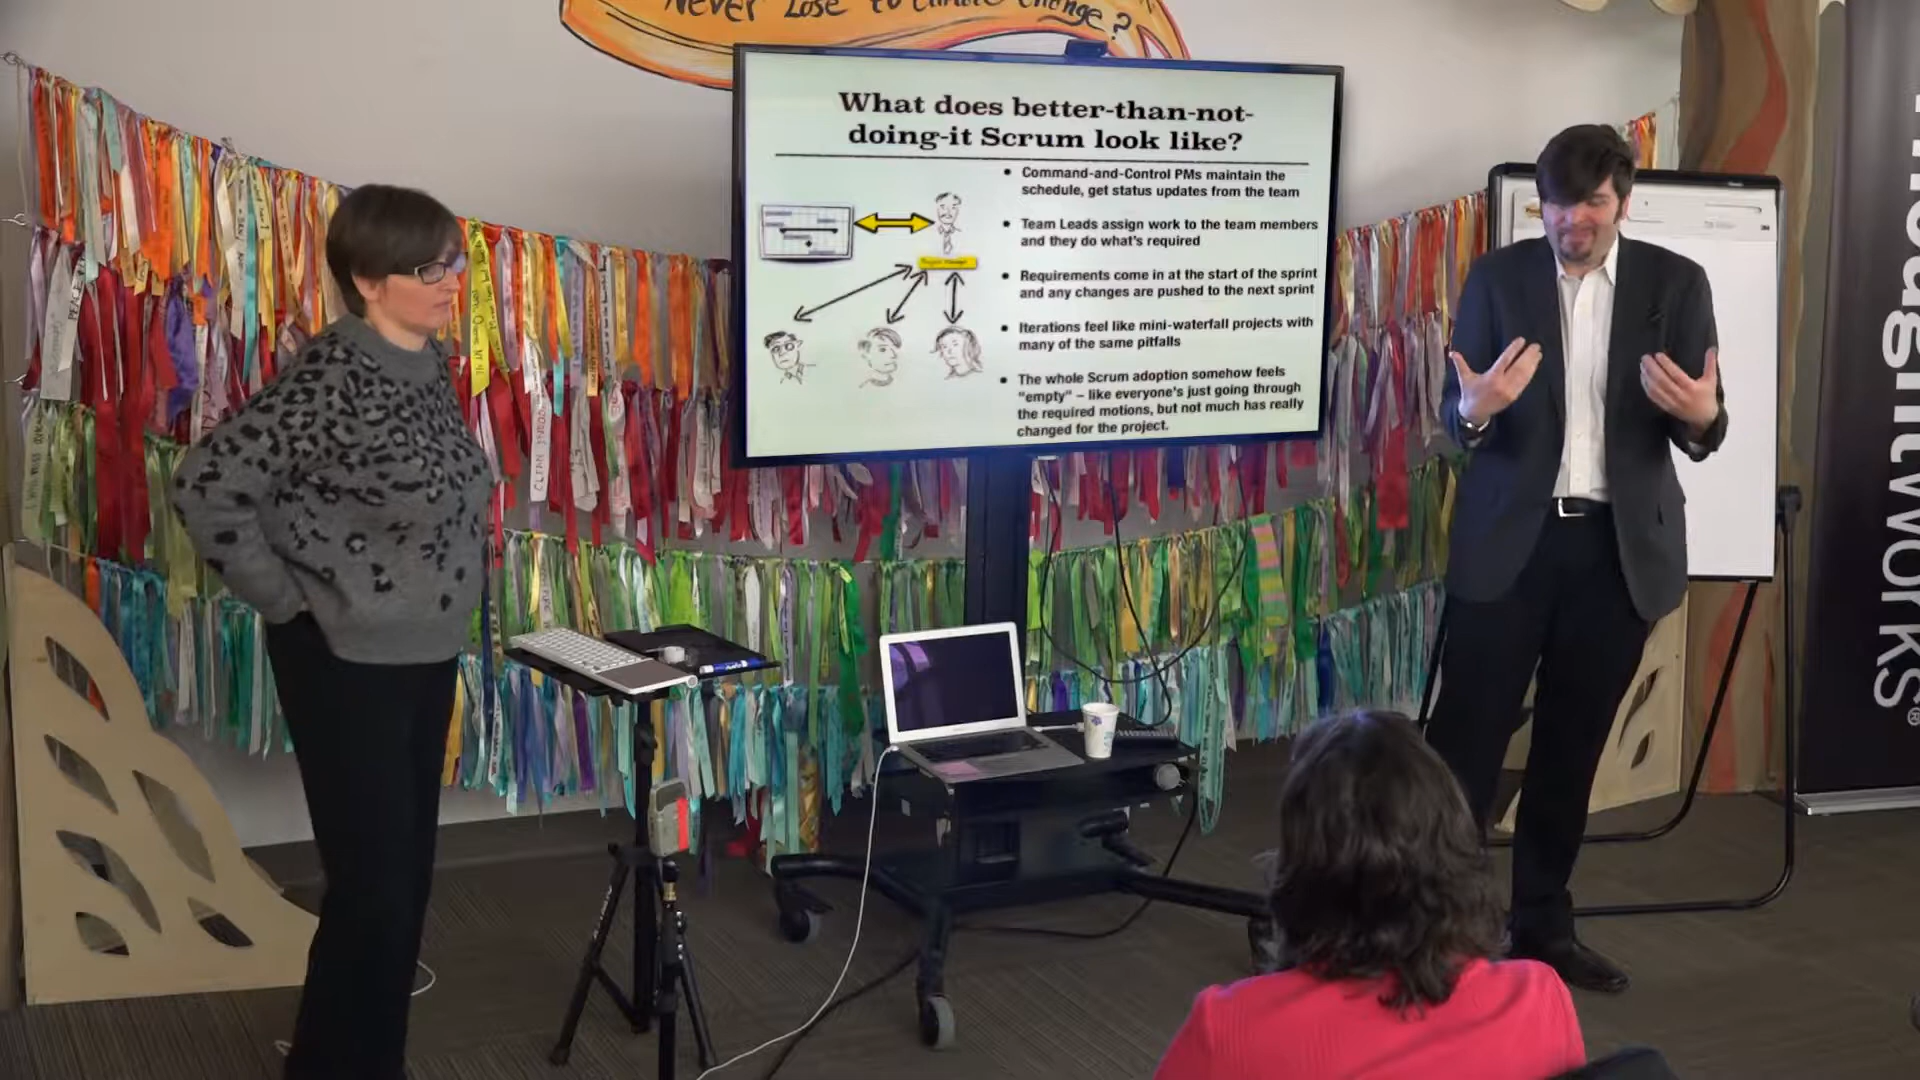 Never Lose to Climate Change?
What does better-than-not-
doing-it Scrum look like?
• Command-and-Control PMs maintain the
schedule, get status updates from the team
• Team Leads assign work to the team members
and they do what's required
• Requirements come in at the start of the sprint
and any changes are pushed to the next sprint
• Iterations feel like mini-waterfall projects with
many of the same pitfalls
• The whole Scrum adoption somehow feels
"empty" – like everyone's just going through
the required motions, but not much has really
changed for the project.
Project Manager
PEACE
ThoughtWorks®